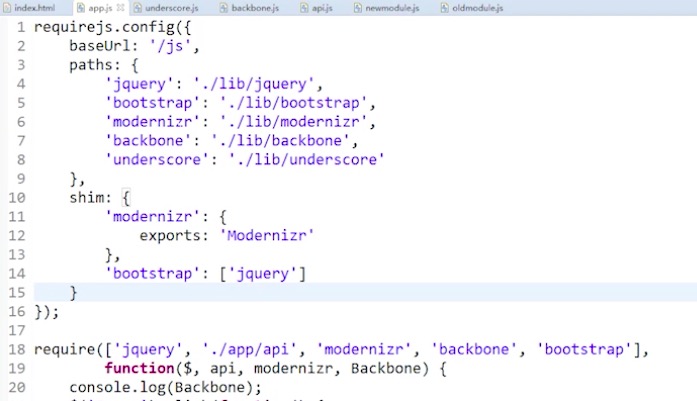 index.html app.js underscore.js backbone.js api.js newmodule.js oldmodule.js
1 requirejs.config({
2 baseUrl: '/js',
3 paths: {
4 'jquery': './lib/jquery',
5 'bootstrap': './lib/bootstrap',
6 'modernizr': './lib/modernizr',
7 'backbone': './lib/backbone',
8 'underscore': './lib/underscore'
9 },
10 shim: {
11 'modernizr': {
12 exports: 'Modernizr'
13 },
14 'bootstrap': ['jquery']
15 }
16 });
17
18 require(['jquery', './app/api', 'modernizr', 'backbone', 'bootstrap'],
19 function($, api, modernizr, Backbone) {
20 console.log(Backbone);